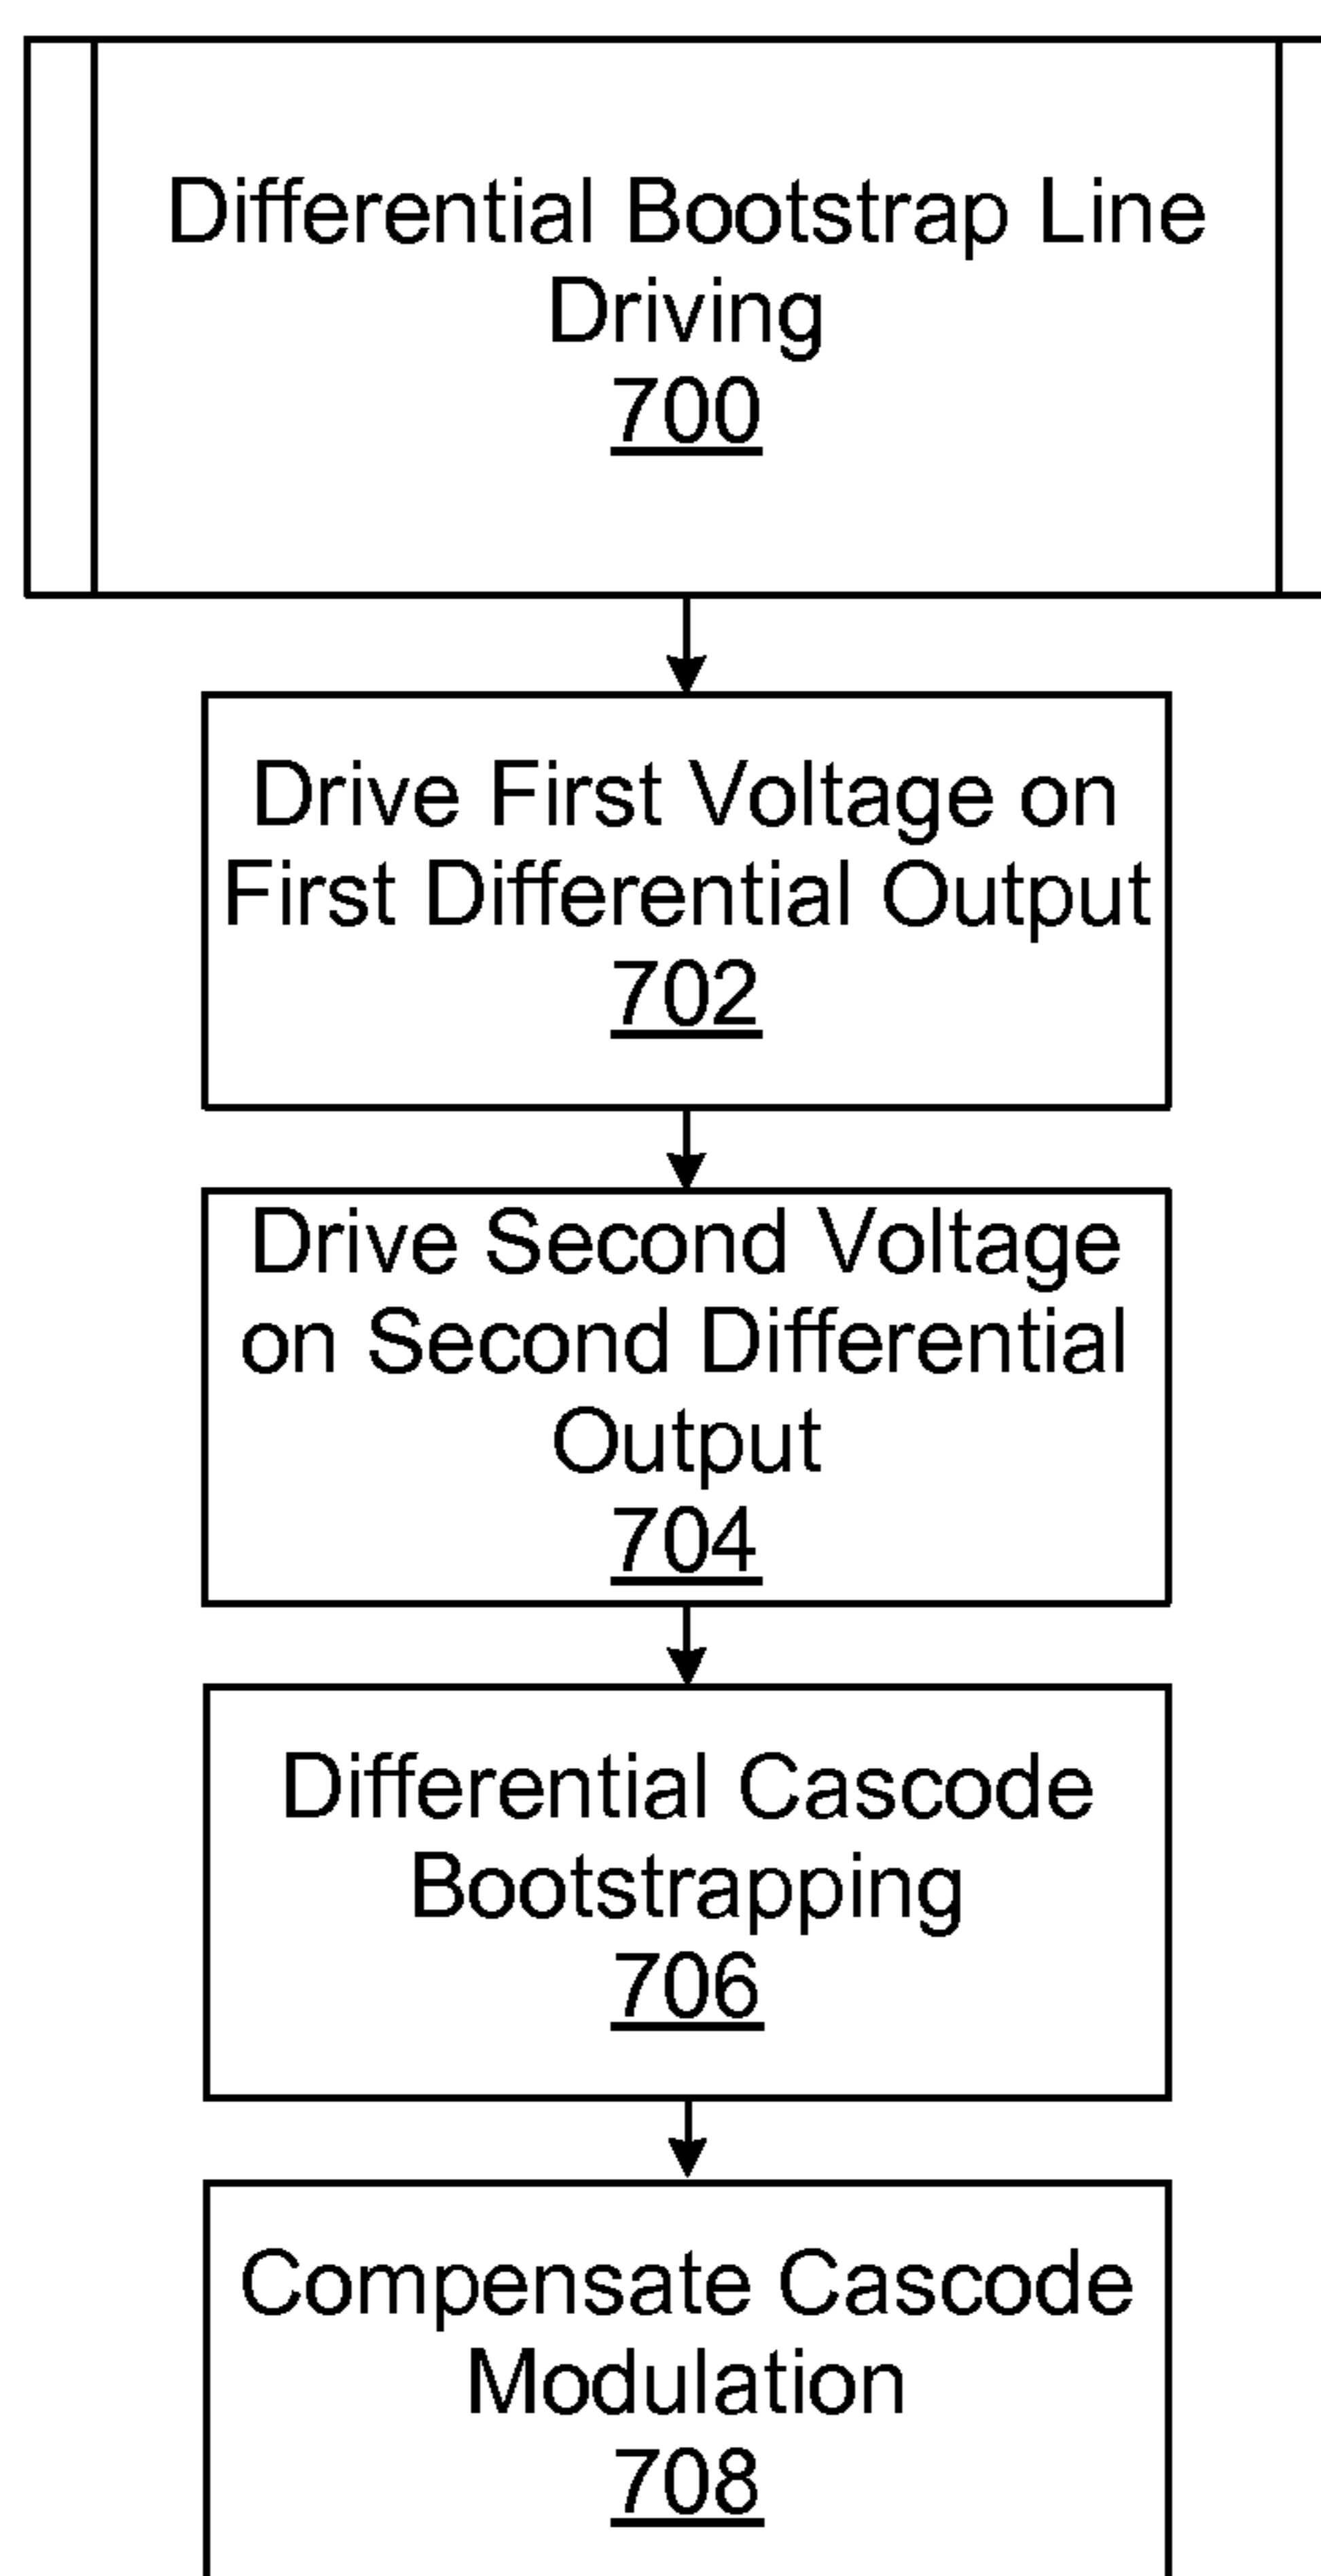 Differential Bootstrap Line
Driving
700
Drive First Voltage on
First Differential Output
702
Drive Second Voltage
on Second Differential
Output
704
Differential Cascode
Bootstrapping
706
Compensate Cascode
Modulation
708